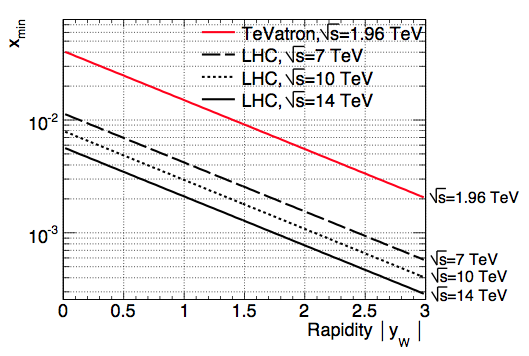 x_min
TeVatron,√s=1.96 TeV
LHC, √s=7 TeV
LHC, √s=10 TeV
LHC, √s=14 TeV
10⁻²
10⁻³
√s=1.96 TeV
√s=7 TeV
√s=10 TeV
√s=14 TeV
0 0.5 1 1.5 2 2.5 3
Rapidity |y_W|